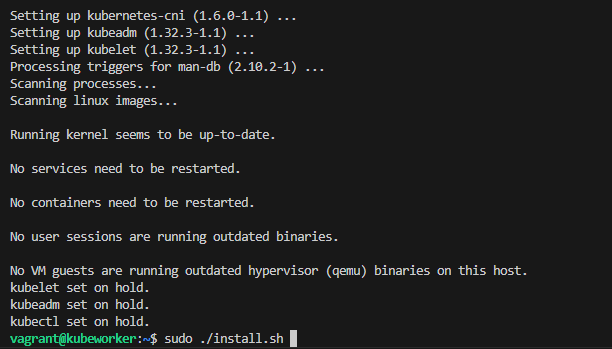 Setting up kubernetes-cni (1.6.0-1.1) ...
Setting up kubeadm (1.32.3-1.1) ...
Setting up kubelet (1.32.3-1.1) ...
Processing triggers for man-db (2.10.2-1) ...
Scanning processes...
Scanning linux images...
Running kernel seems to be up-to-date.
No services need to be restarted.
No containers need to be restarted.
No user sessions are running outdated binaries.
No VM guests are running outdated hypervisor (qemu) binaries on this host.
kubelet set on hold.
kubeadm set on hold.
kubectl set on hold.
vagrant@kubeworker:~$ sudo ./install.sh